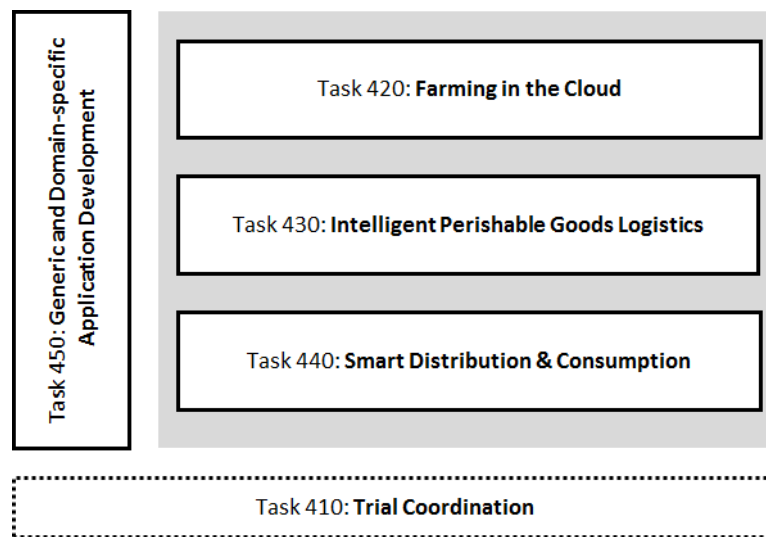 Task 450: Generic and Domain-specific
Application Development
Task 420: Farming in the Cloud
Task 430: Intelligent Perishable Goods Logistics
Task 440: Smart Distribution & Consumption
Task 410: Trial Coordination